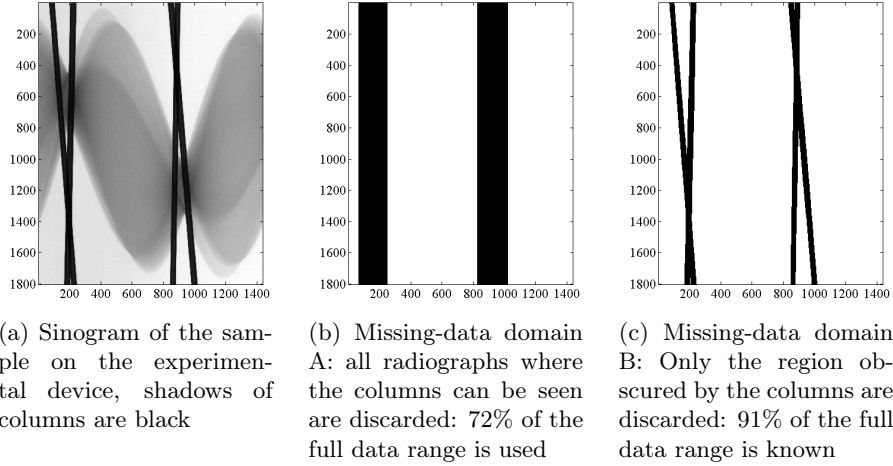 200
400
600
800
1000
1200
1400
1600
1800
200 400 600 800 1000 1200 1400
200
400
600
800
1000
1200
1400
1600
1800
200 400 600 800 1000 1200 1400
200
400
600
800
1000
1200
1400
1600
1800
200 400 600 800 1000 1200 1400
(a) Sinogram of the sam-
ple on the experimen-
tal device, shadows of
columns are black
(b) Missing-data domain
A: all radiographs where
the columns can be seen
are discarded: 72% of the
full data range is used
(c) Missing-data domain
B: Only the region ob-
scured by the columns are
discarded: 91% of the full
data range is known